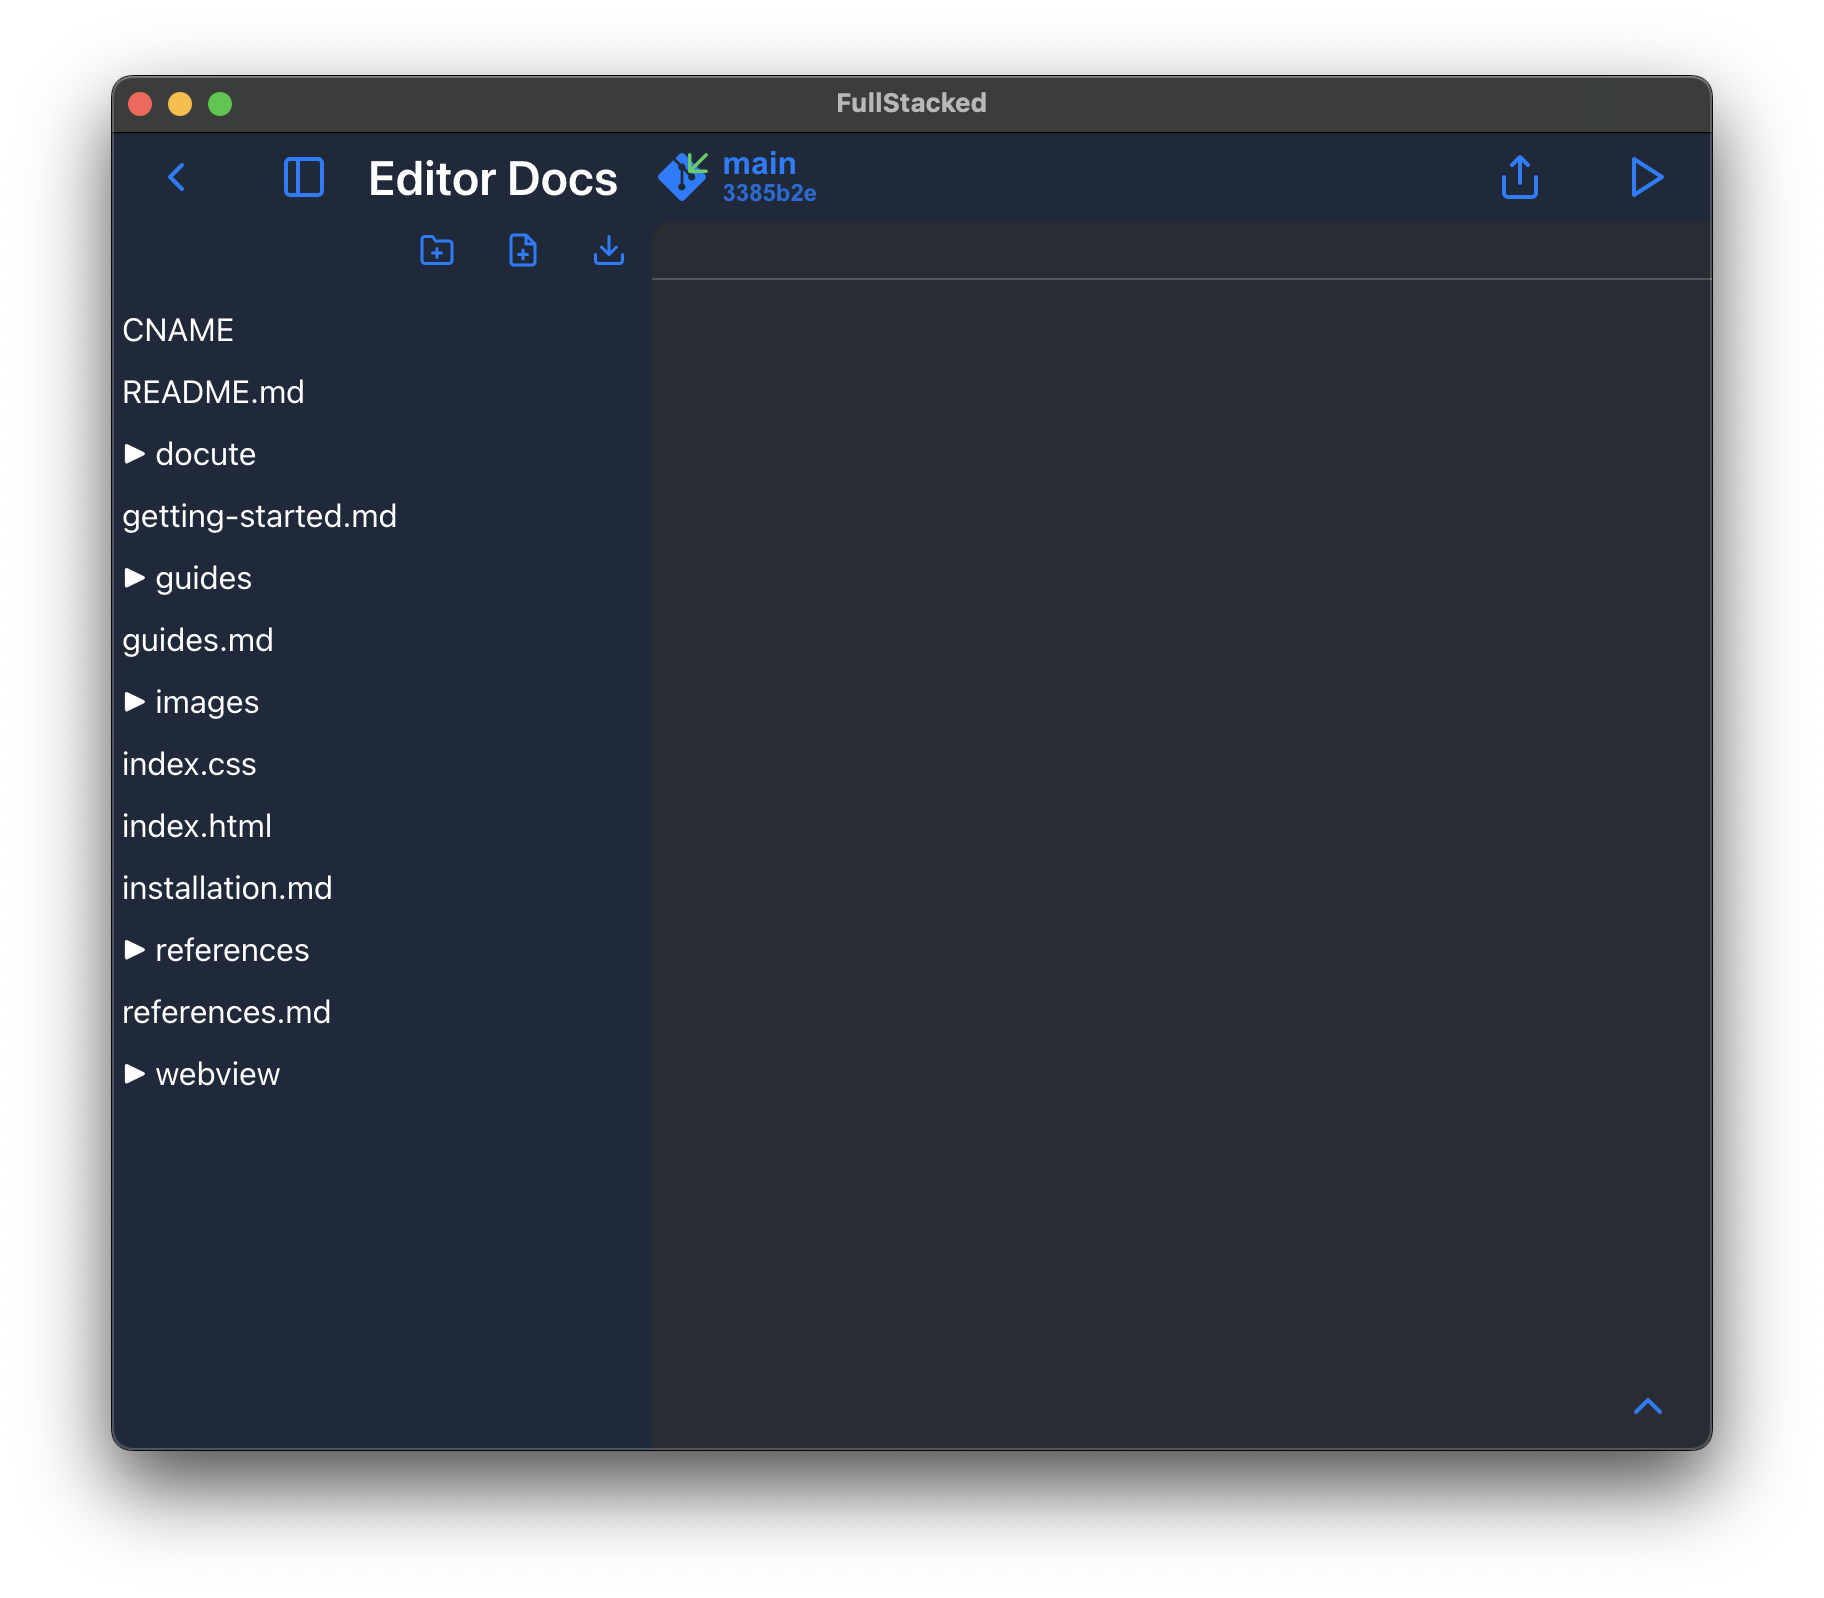 FullStacked
Editor Docs
main
3385b2e
CNAME
README.md
docute
getting-started.md
guides
guides.md
images
index.css
index.html
installation.md
references
references.md
webview